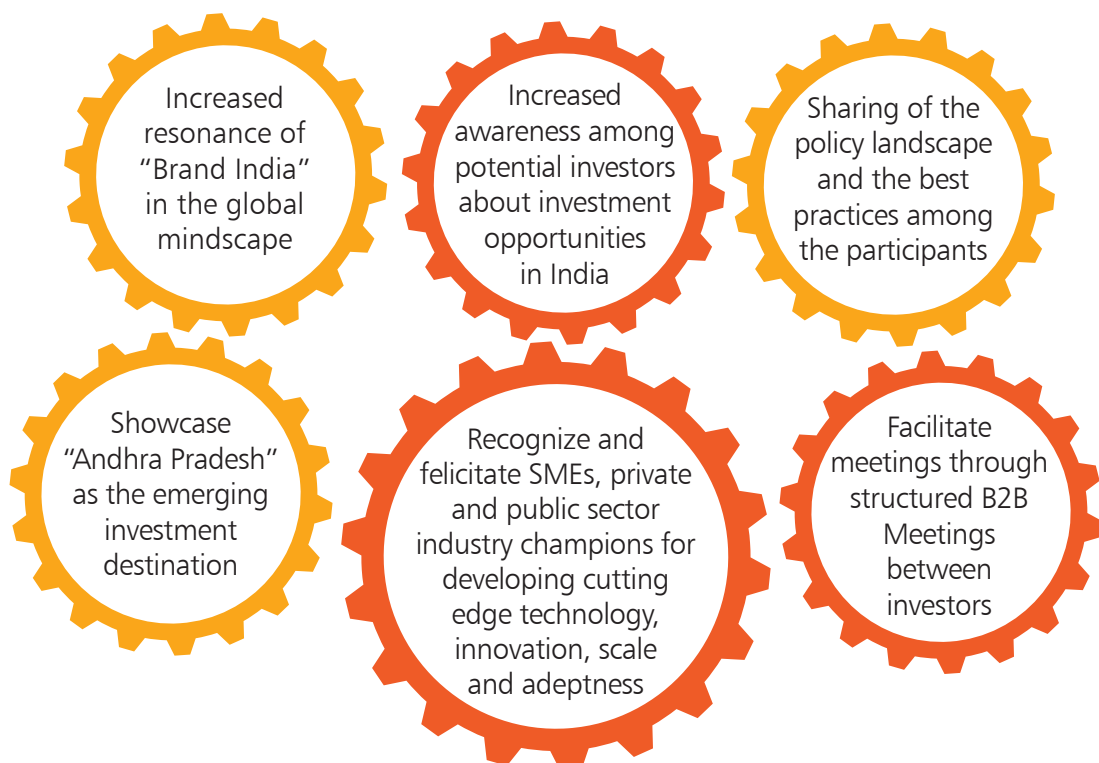 Increased
resonance of
“Brand India”
in the global
mindscape
Increased
awareness among
potential investors
about investment
opportunities
in India
Sharing of the
policy landscape
and the best
practices among
the participants
Showcase
“Andhra Pradesh”
as the emerging
investment
destination
Recognize and
felicitate SMEs, private
and public sector
industry champions for
developing cutting
edge technology,
innovation, scale
and adeptness
Facilitate
meetings through
structured B2B
Meetings
between
investors